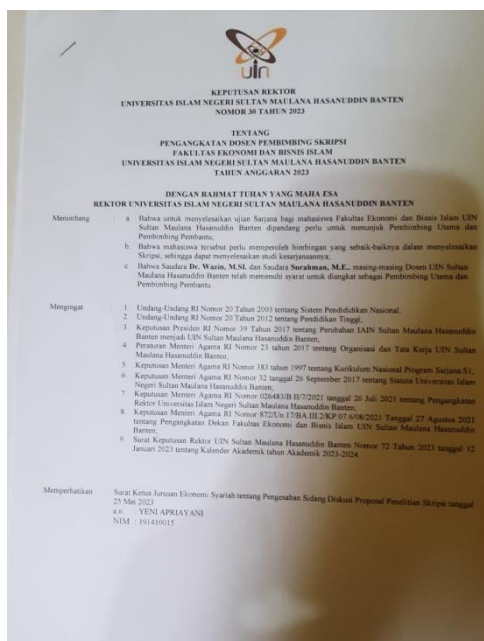 uin
KEPUTUSAN REKTOR
UNIVERSITAS ISLAM NEGERI SULTAN MAULANA HASANUDDIN BANTEN
NOMOR 30 TAHUN 2023
TENTANG
PENGANGKATAN DOSEN PEMBIMBING SKRIPSI
FAKULTAS EKONOMI DAN BISNIS ISLAM
UNIVERSITAS ISLAM NEGERI SULTAN MAULANA HASANUDDIN BANTEN
TAHUN ANGGARAN 2023
DENGAN RAHMAT TUHAN YANG MAHA ESA
REKTOR UNIVERSITAS ISLAM NEGERI SULTAN MAULANA HASANUDDIN BANTEN
Menimbang : a. Bahwa untuk menyelesaikan ujian Sarjana bagi mahasiswa Fakultas Ekonomi dan Bisnis Islam UIN
Sultan Maulana Hasanuddin Banten dipandang perlu untuk menunjuk Pembimbing Utama dan
Pembimbing Pembantu;
b. Bahwa mahasiswa tersebut perlu memperoleh bimbingan yang sebaik-baiknya dalam menyelesaikan
Skripsi, sehingga dapat menyelesaikan studi kesarjanaannya;
c. Bahwa Saudara Dr. Wazin, M.SI. dan Saudara Surahman, M.E., masing-masing Dosen UIN Sultan
Maulana Hasanuddin Banten telah memenuhi syarat untuk diangkat sebagai Pembimbing Utama dan
Pembimbing Pembantu.
Mengingat : 1. Undang-Undang RI Nomor 20 Tahun 2003 tentang Sistem Pendididikan Nasional.
2. Undang-Undang RI Nomor 20 Tahun 2012 tentang Pendidikan Tinggi;
3. Keputusan Presiden RI Nomor 39 Tahun 2017 tentang Perubahan IAIN Sultan Maulana Hasanuddin
Banten menjadi UIN Sultan Maulana Hasanuddin Banten;
4. Peraturan Menteri Agama RI Nomor 23 tahun 2017 tentang Organisasi dan Tata Kerja UIN Sultan
Maulana Hasanuddin Banten;
5. Keputusan Menteri Agama RI Nomor 383 tahun 1997 tentang Kurikulum Nasional Program Sarjana S1;
6. Keputusan Menteri Agama RI Nomor 32 tanggal 26 September 2017 tentang Statuta Universitas Islam
Negeri Sultan Maulana Hasanuddin Banten;
7. Keputusan Menteri Agama RI Nomor 026483/B.II/7/2021 tanggal 26 Juli 2021 tentang Pengangkatan
Rektor Universitas Islam Negeri Sultan Maulana Hasanuddin Banten;
8. Keputusan Menteri Agama RI Nomor 872/Un.17/BA.III.2/KP.07.6/08/2021 Tanggal 27 Agustus 2021
tentang Pengangkatan Dekan Fakultas Ekonomi dan Bisnis Islam UIN Sultan Maulana Hasanuddin
Banten;
9. Surat Keputusan Rektor UIN Sultan Maulana Hasanuddin Banten Nomor 72 Tahun 2023 tanggal 12
Januari 2023 tentang Kalender Akademik tahun Akademik 2023-2024
Memperhatikan : Surat Ketua Jurusan Ekonomi Syariah tentang Pengesahan Sidang Diskusi Proposal Penelitian Skripsi tanggal
25 Mei 2023
a.n : YENI APRIAYANI
NIM : 191410015